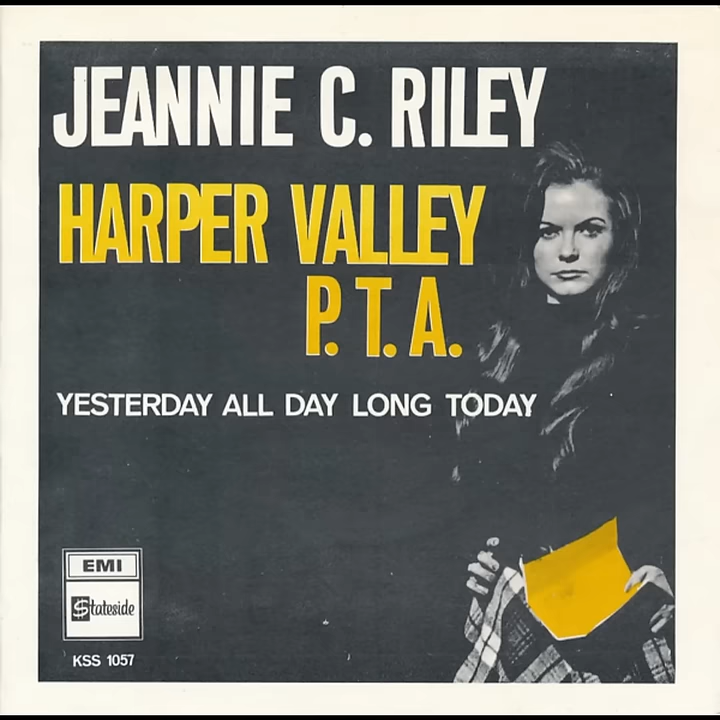 JEANNIE C. RILEY
HARPER VALLEY
P.T.A.
YESTERDAY ALL DAY LONG TODAY
EMI
Stateside
KSS 1057